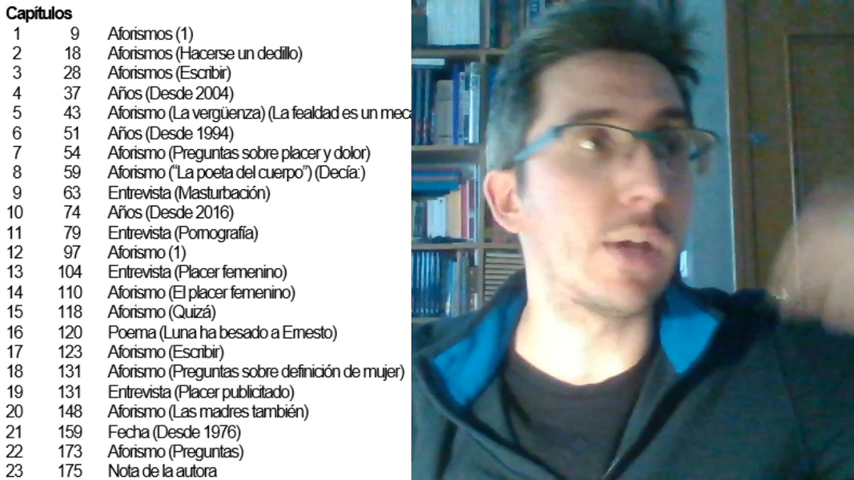 Capítulos
1 9 Aforismos (1)
2 18 Aforismos (Hacerse un dedillo)
3 28 Aforismos (Escribir)
4 37 Años (Desde 2004)
5 43 Aforismo (La vergüenza) (La fealdad es un
6 51 Años (Desde 1994)
7 54 Aforismo (Preguntas sobre placer y dolor)
8 59 Aforismo (“La poeta del cuerpo”) (Decía:)
9 63 Entrevista (Masturbación)
10 74 Años (Desde 2016)
11 79 Entrevista (Pornografía)
12 97 Aforismo (1)
13 104 Entrevista (Placer femenino)
14 110 Aforismo (El placer femenino)
15 118 Aforismo (Quizá)
16 120 Poema (Luna ha besado a Ernesto)
17 123 Aforismo (Escribir)
18 131 Aforismo (Preguntas sobre definición de mujer)
19 131 Entrevista (Placer publicitado)
20 148 Aforismo (Las madres también)
21 159 Fecha (Desde 1976)
22 173 Aforismo (Preguntas)
23 175 Nota de la autora